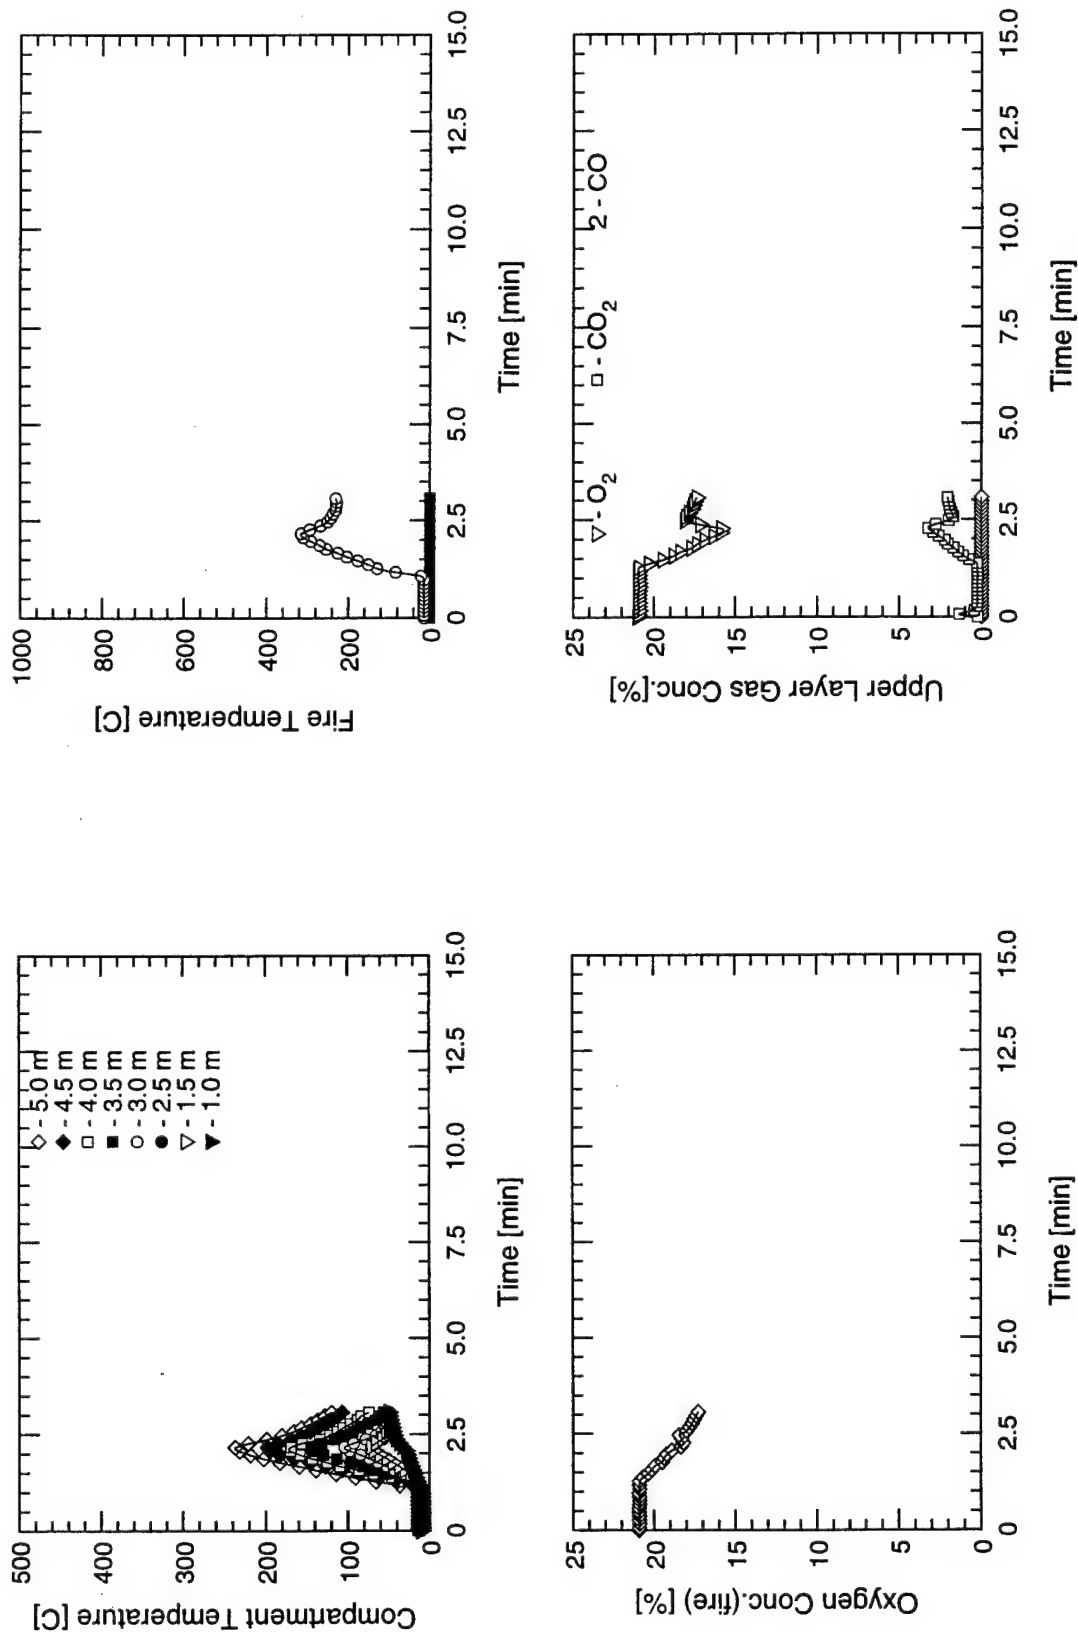 Compartment Temperature [C]
500
400
300
200
100
0
◇ - 5.0 m
◆ - 4.5 m
□ - 4.0 m
■ - 3.5 m
○ - 3.0 m
● - 2.5 m
▽ - 1.5 m
▼ - 1.0 m
0 2.5 5.0 7.5 10.0 12.5 15.0
Time [min]
Fire Temperature [C]
1000
800
600
400
200
0
0 2.5 5.0 7.5 10.0 12.5 15.0
Time [min]
Oxygen Conc.(fire) [%]
25
20
15
10
5
0
0 2.5 5.0 7.5 10.0 12.5 15.0
Time [min]
Upper Layer Gas Conc.[%]
25
20
15
10
5
0
▽ - O₂ □ - CO₂ 2 - CO
0 2.5 5.0 7.5 10.0 12.5 15.0
Time [min]